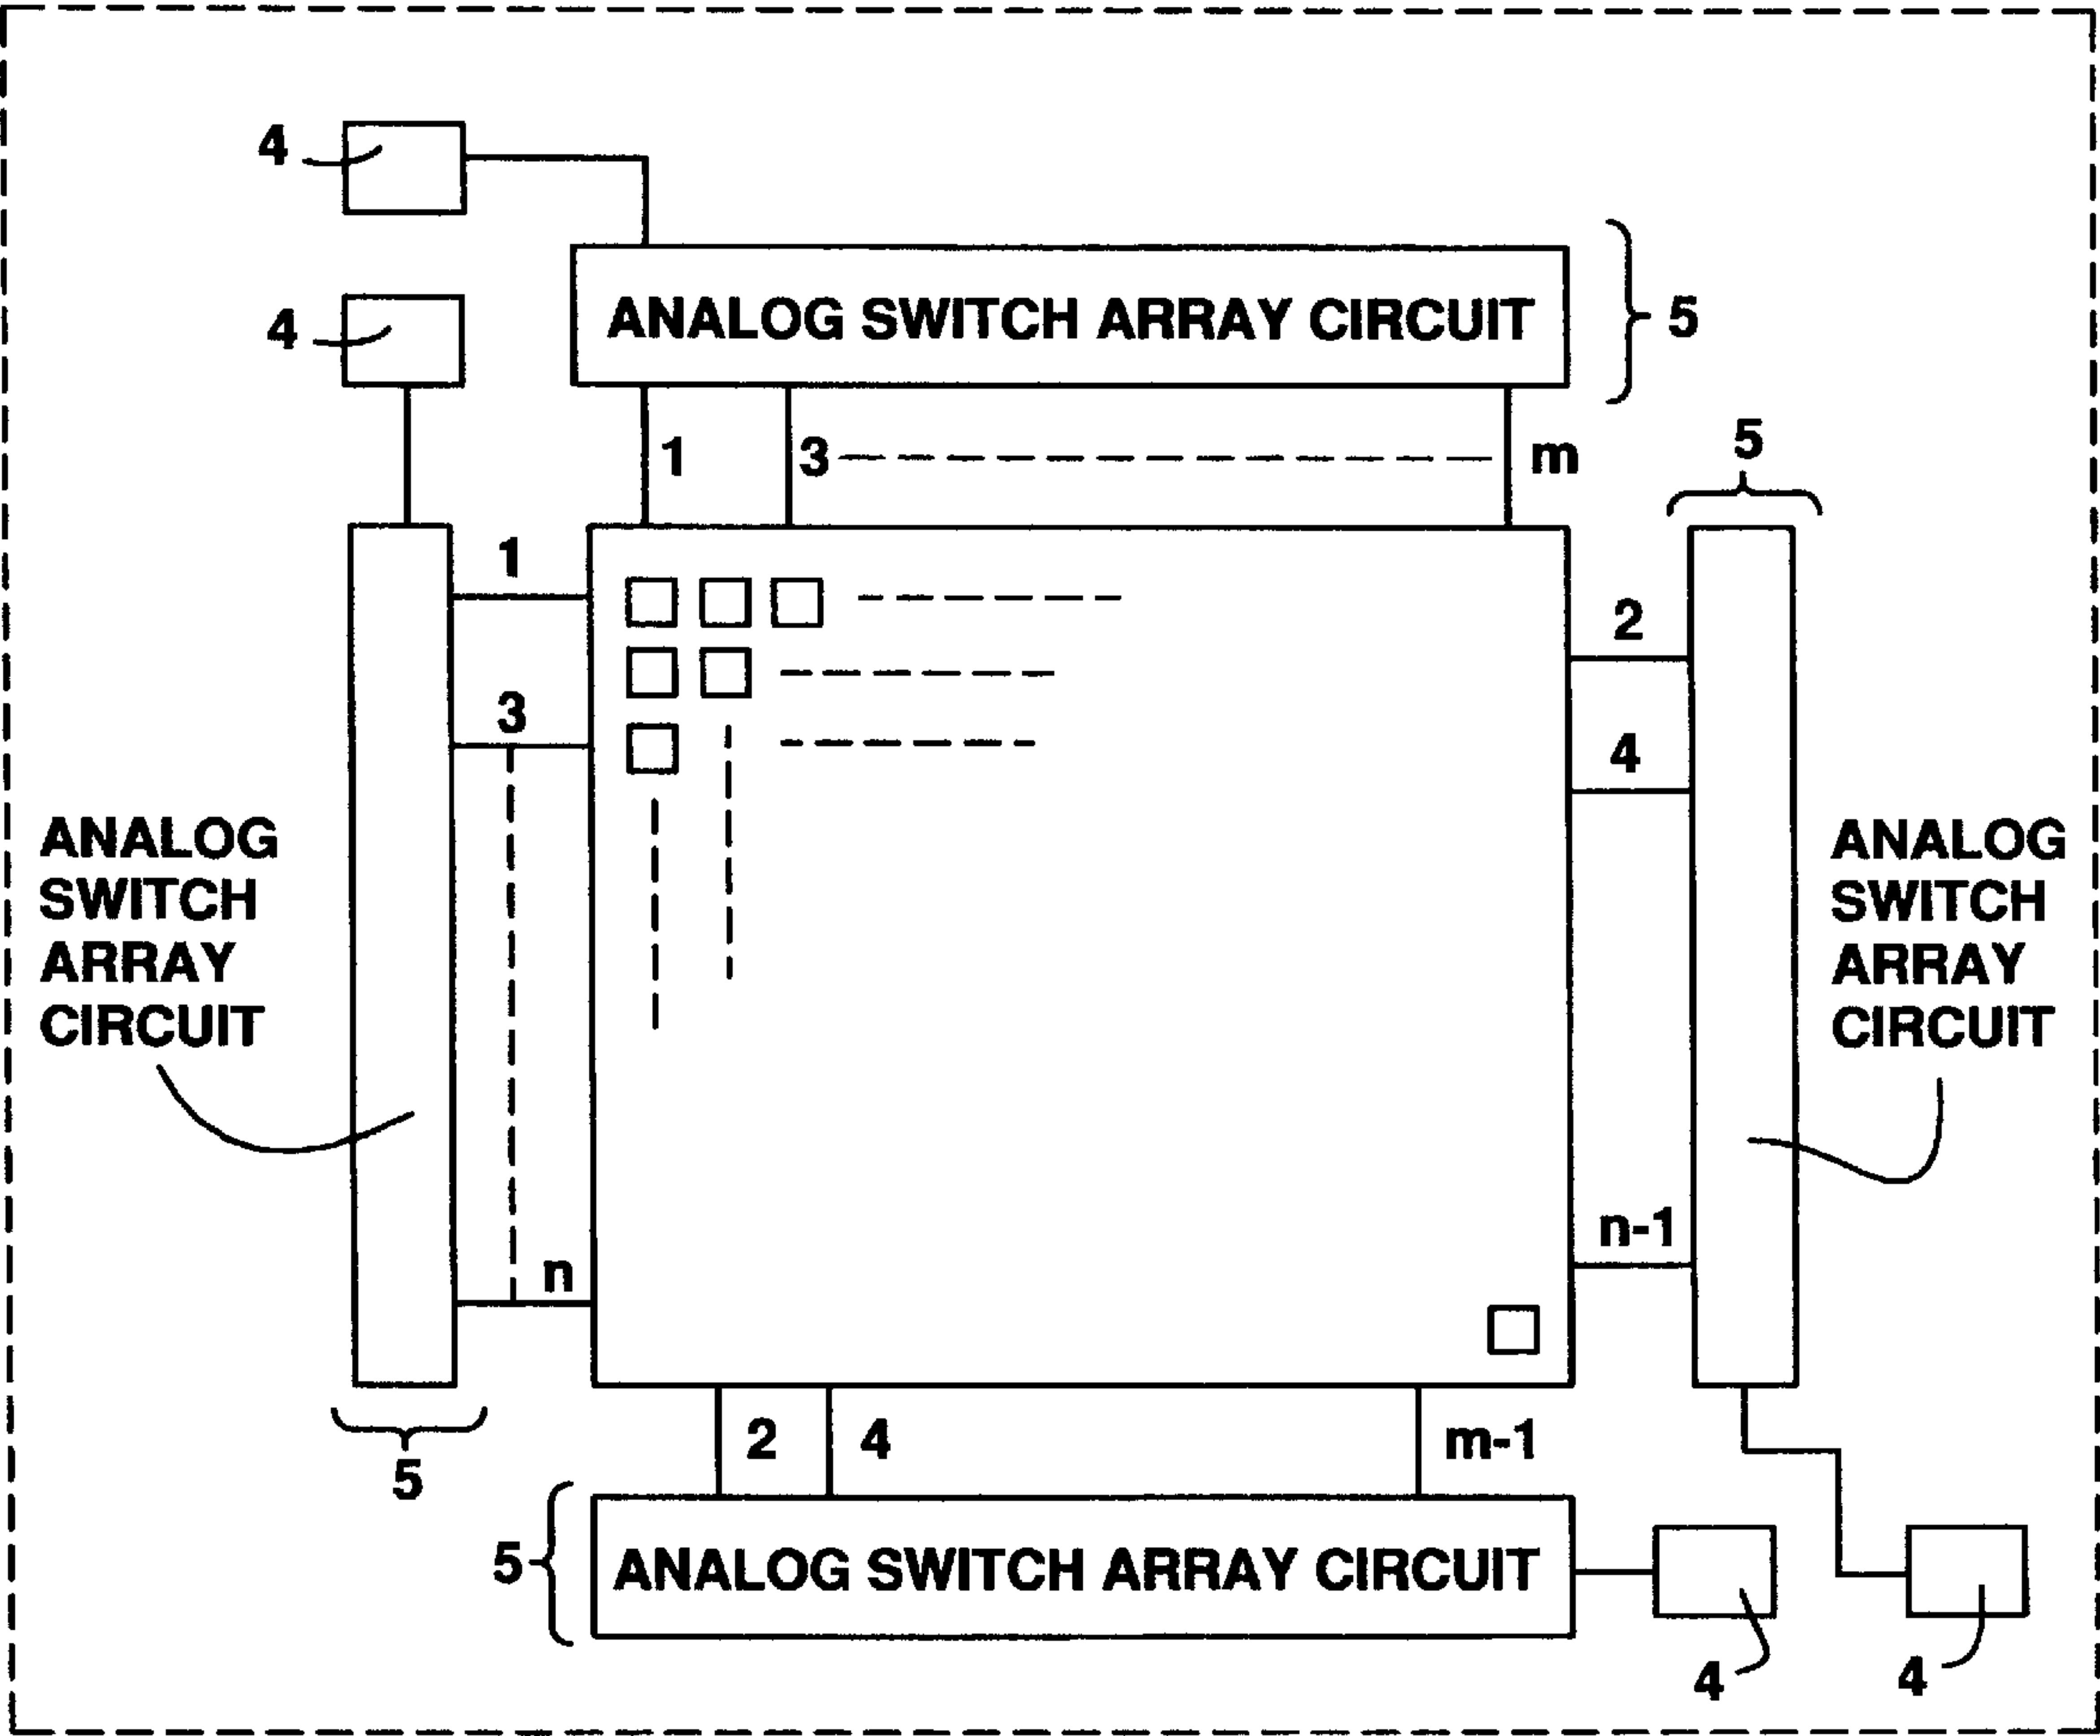 4
4
ANALOG SWITCH ARRAY CIRCUIT
5
1
3
m
5
1
3
n
2
4
n-1
ANALOG
SWITCH
ARRAY
CIRCUIT
ANALOG
SWITCH
ARRAY
CIRCUIT
5
2
4
m-1
5
ANALOG SWITCH ARRAY CIRCUIT
4
4